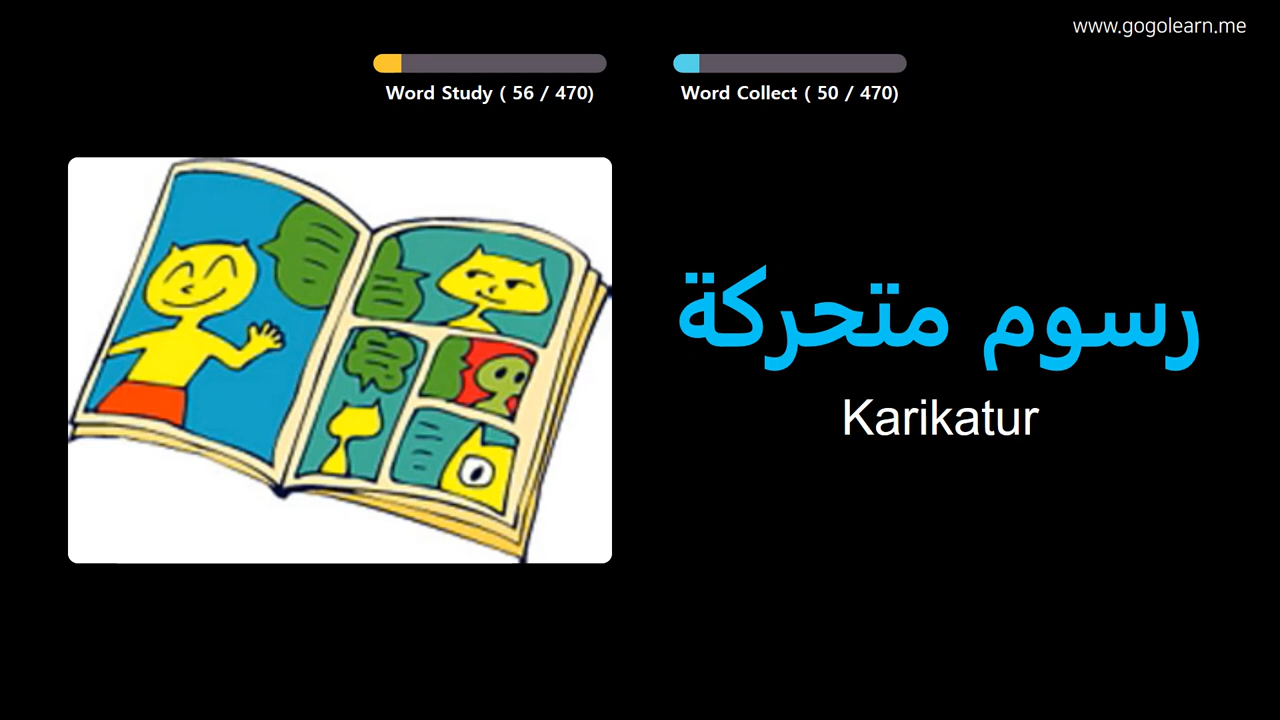 www.gogolearn.me
Word Study ( 56 / 470)
Word Collect ( 50 / 470)
رسوم متحركة
Karikatur